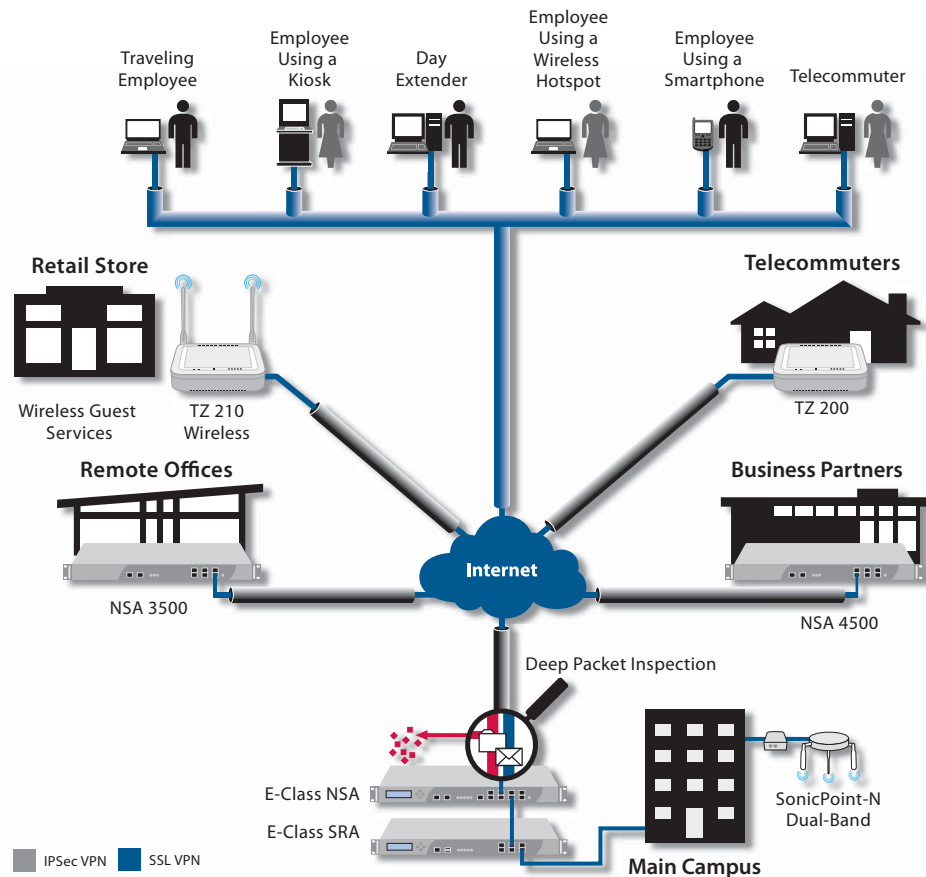 Traveling
Employee
Employee
Using a
Kiosk
Day
Extender
Employee
Using a
Wireless
Hotspot
Employee
Using a
Smartphone
Telecommuter
Retail Store
Telecommuters
Wireless Guest
Services
TZ 210
Wireless
TZ 200
Remote Offices
Business Partners
Internet
NSA 3500
NSA 4500
Deep Packet Inspection
E-Class NSA
E-Class SRA
SonicPoint-N
Dual-Band
Main Campus
IPSec VPN
SSL VPN